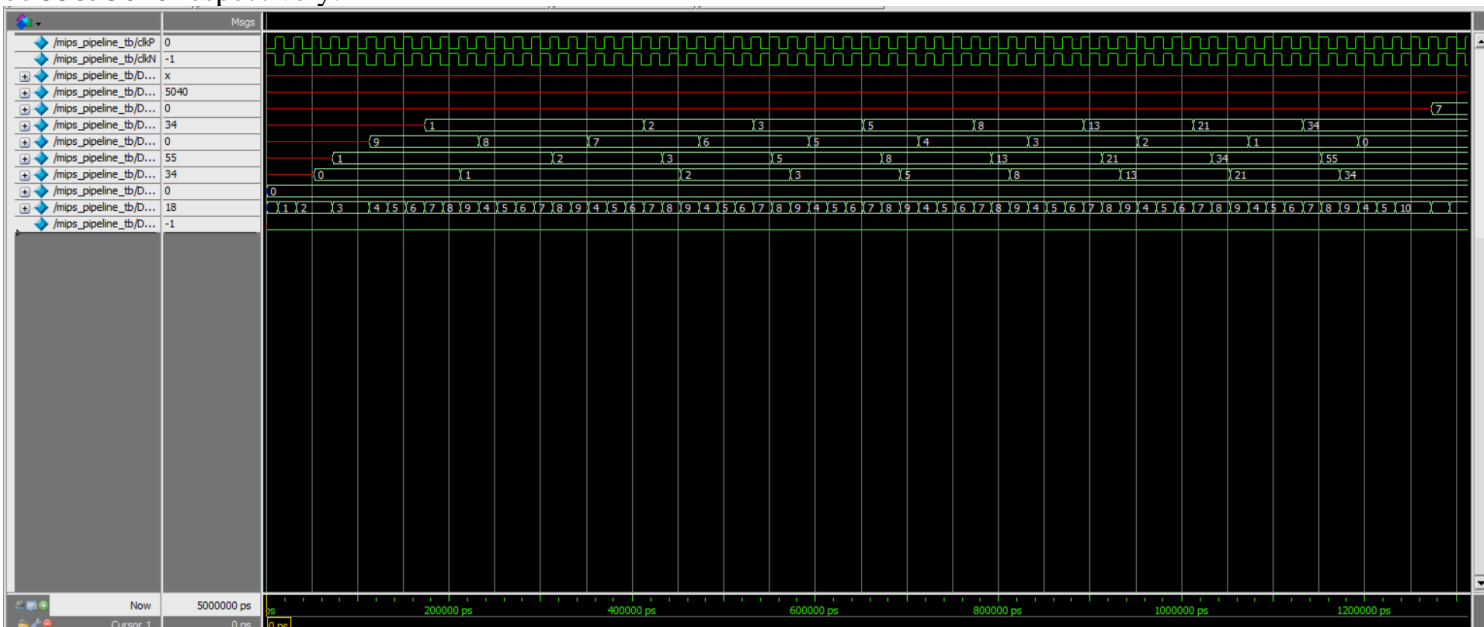 Msgs
/mips_pipeline_tb/clkP 0
/mips_pipeline_tb/clkN -1
/mips_pipeline_tb/D... x
/mips_pipeline_tb/D... 5040
/mips_pipeline_tb/D... 0 7
/mips_pipeline_tb/D... 34 1 2 3 5 8 13 21 34
/mips_pipeline_tb/D... 0 9 8 7 6 5 4 3 2 1 0
/mips_pipeline_tb/D... 55 1 2 3 5 8 13 21 34 55
/mips_pipeline_tb/D... 34 0 1 2 3 5 8 13 21 34
/mips_pipeline_tb/D... 0 0
/mips_pipeline_tb/D... 18 1 2 3 4 5 6 7 8 9 4 5 6 7 8 9 4 5 6 7 8 9 4 5 6 7 8 9 4 5 6 7 8 9 4 5 6 7 8 9 4 5 6 7 8 9 4 5 6 7 8 9 4 5 6 7 8 9 4 5 10
/mips_pipeline_tb/D... -1
Now 5000000 ps ps 200000 ps 400000 ps 600000 ps 800000 ps 1000000 ps 1200000 ps
Cursor 1 0 ps 0 ps